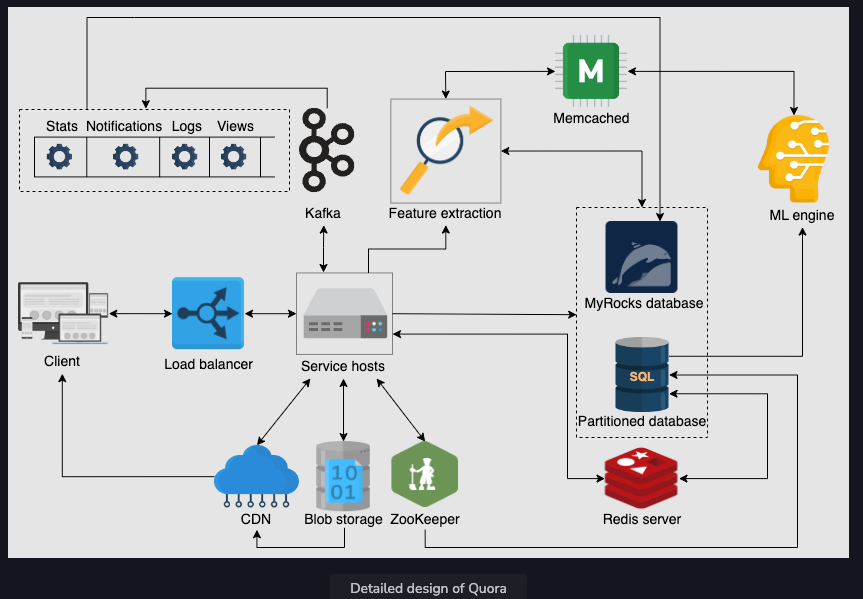 M
Memcached
Stats Notifications Logs Views
Kafka
Feature extraction
ML engine
MyRocks database
Client
Load balancer
Service hosts
SQL
Partitioned database
10
01
CDN
Blob storage
ZooKeeper
Redis server
Detailed design of Quora